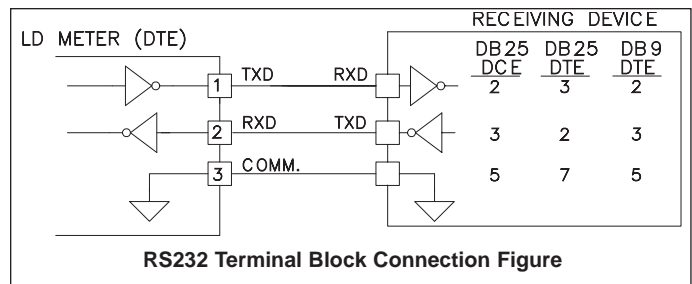 RECEIVING DEVICE
LD METER (DTE)
DB25 DB25 DB9
DCE DTE DTE
1 TXD RXD 2 3 2
2 RXD TXD 3 2 3
3 COMM. 5 7 5
RS232 Terminal Block Connection Figure